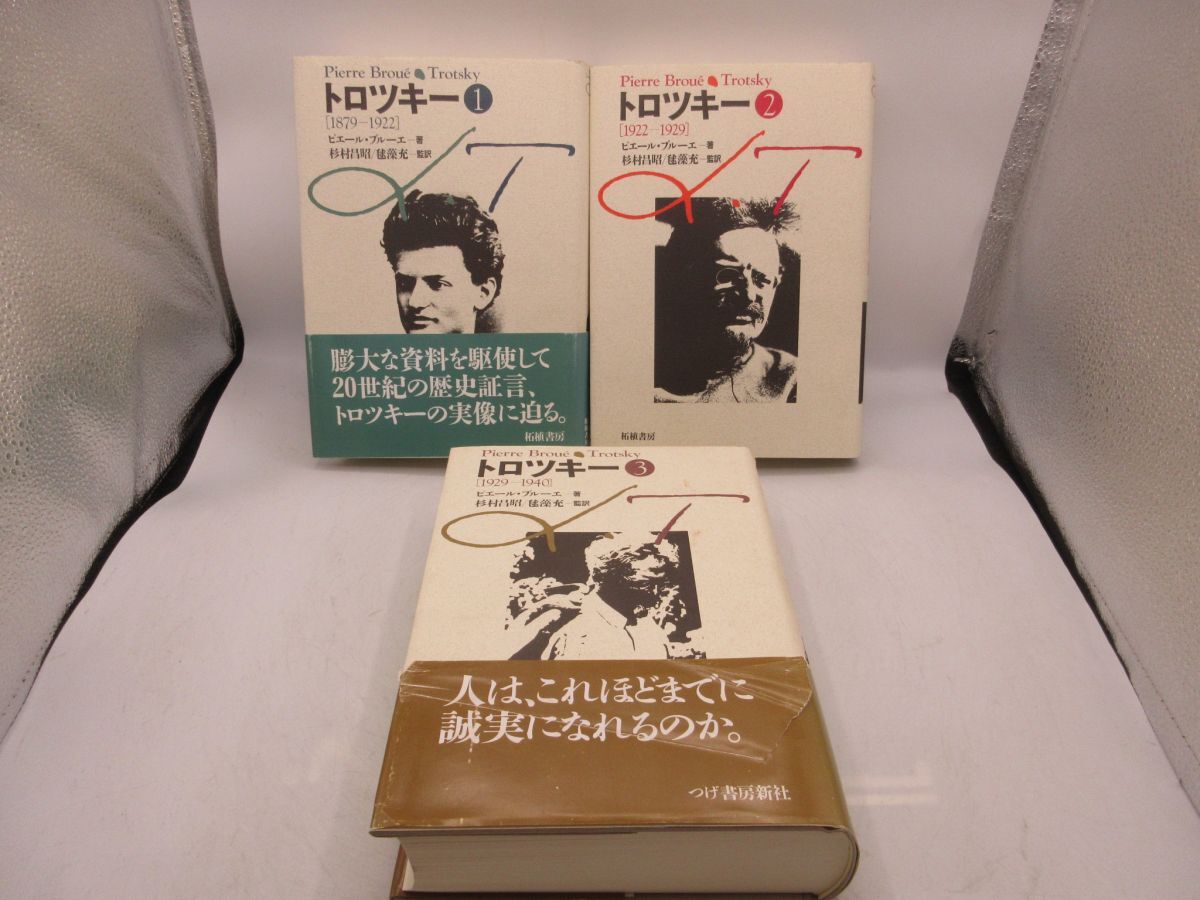 Pierre Broué Trotsky
トロツキー 1
[1879—1922]
ピエール・ブルーエ—著
杉村昌昭/毬藻充—監訳
L.T
膨大な資料を駆使して
20世紀の歴史証言、
トロツキーの実像に迫る。
柘植書房
Pierre Broué Trotsky
トロツキー 2
[1922—1929]
ピエール・ブルーエ—著
杉村昌昭/毬藻充—監訳
L.T
柘植書房
Pierre Broué Trotsky
トロツキー 3
[1929—1940]
ピエール・ブルーエ—著
杉村昌昭/毬藻充—監訳
L.T
人は、これほどまでに
誠実になれるのか。
つげ書房新社